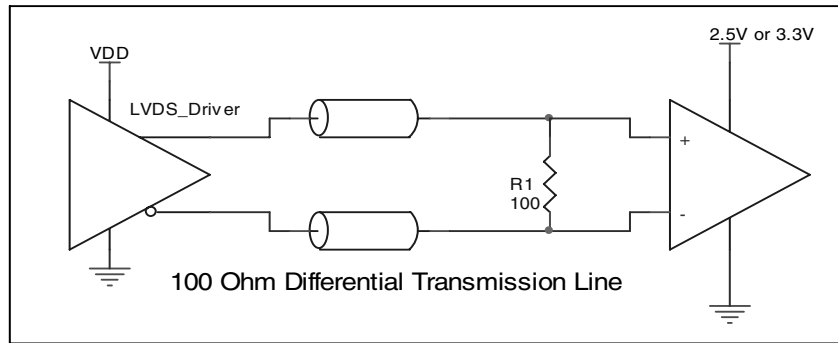 VDD
2.5V or 3.3V
LVDS_Driver
+
R1
100
-
100 Ohm Differential Transmission Line